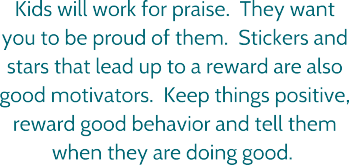 Kids will work for praise.  They want
you to be proud of them.  Stickers and
stars that lead up to a reward are also
good motivators.  Keep things positive,
reward good behavior and tell them
when they are doing good.